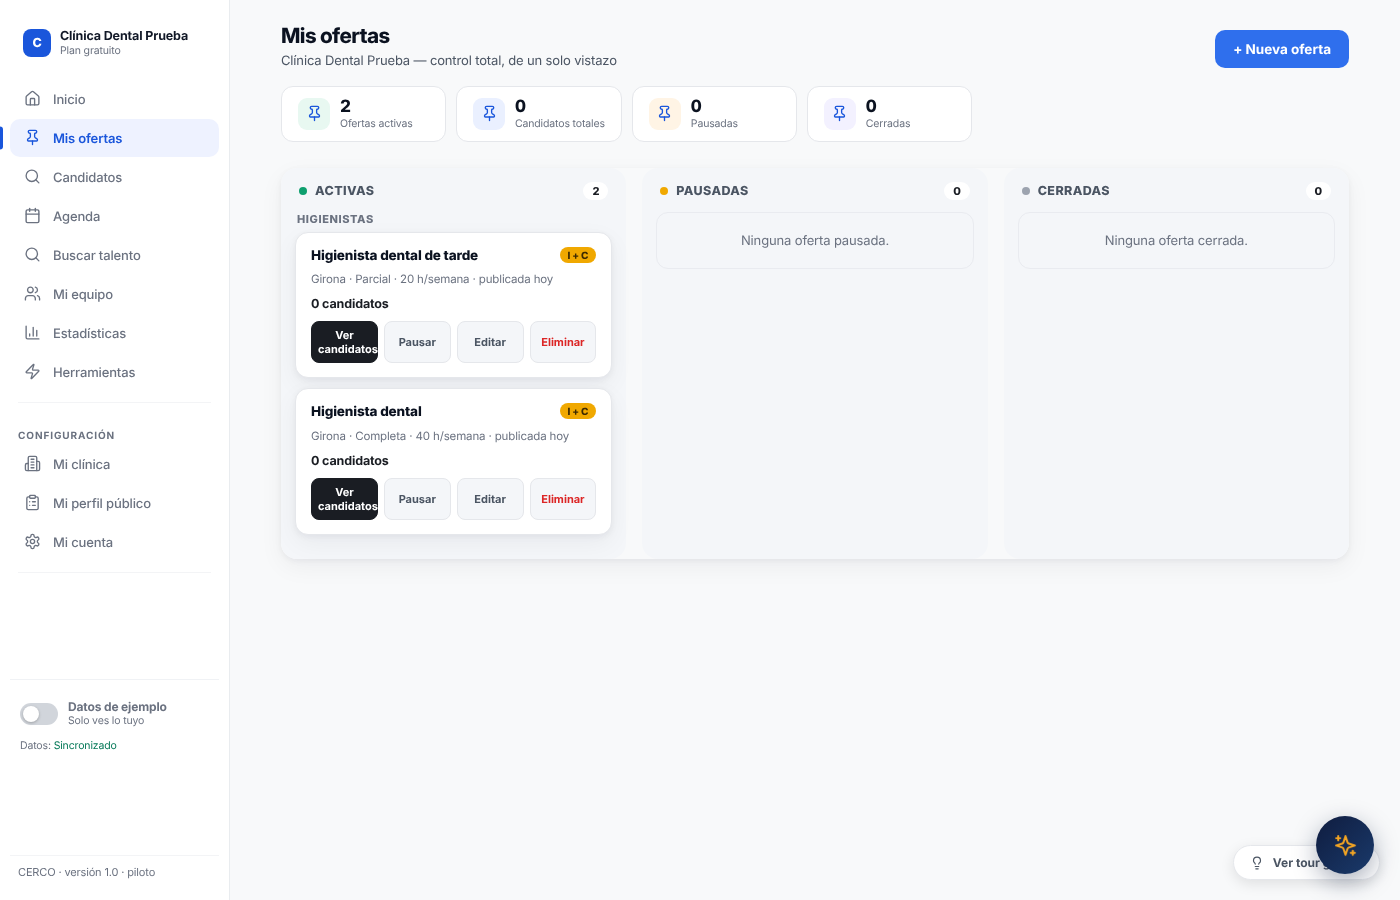 C
Clínica Dental Prueba
Plan gratuito
Inicio
Mis ofertas
Candidatos
Agenda
Buscar talento
Mi equipo
Estadísticas
Herramientas
CONFIGURACIÓN
Mi clínica
Mi perfil público
Mi cuenta
Datos de ejemplo
Solo ves lo tuyo
Datos: Sincronizado
CERCO · versión 1.0 · piloto
Mis ofertas
Clínica Dental Prueba — control total, de un solo vistazo
+ Nueva oferta
2
Ofertas activas
0
Candidatos totales
0
Pausadas
0
Cerradas
ACTIVAS
2
HIGIENISTAS
Higienista dental de tarde
I + C
Girona · Parcial · 20 h/semana · publicada hoy
0 candidatos
Ver
candidatos
Pausar
Editar
Eliminar
Higienista dental
I + C
Girona · Completa · 40 h/semana · publicada hoy
0 candidatos
Ver
candidatos
Pausar
Editar
Eliminar
PAUSADAS
0
Ninguna oferta pausada.
CERRADAS
0
Ninguna oferta cerrada.
Ver tour